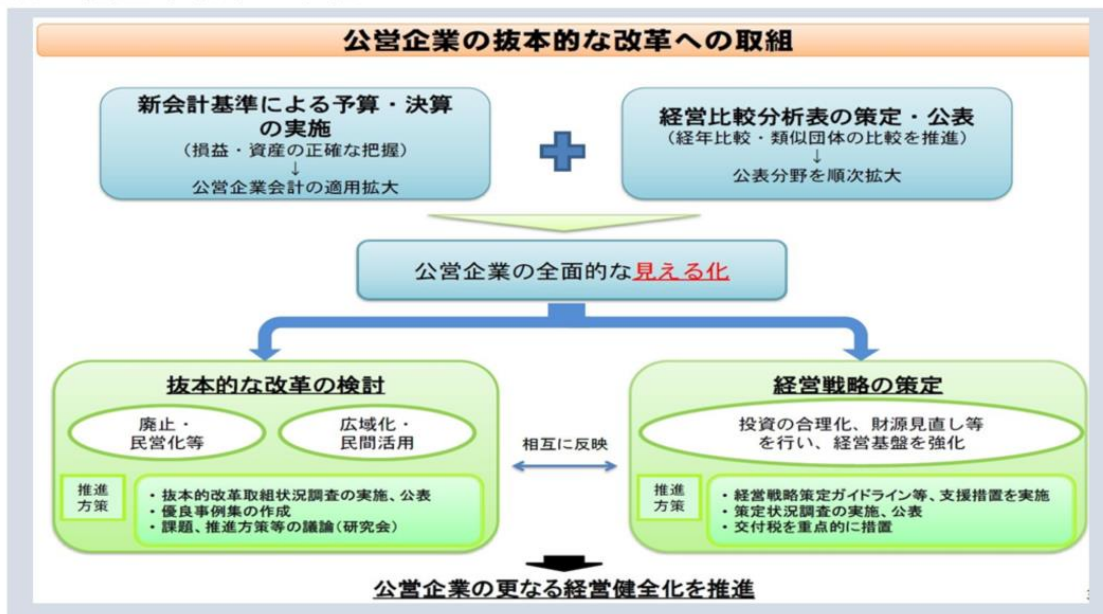 公営企業の抜本的な改革への取組
新会計基準による予算・決算
の実施
(損益・資産の正確な把握)
↓
公営企業会計の適用拡大
経営比較分析表の策定・公表
(経年比較・類似団体の比較を推進)
↓
公表分野を順次拡大
公営企業の全面的な見える化
抜本的な改革の検討
廃止・
民営化等
広域化・
民間活用
推進
方策
・抜本的改革取組状況調査の実施、公表
・優良事例集の作成
・課題、推進方策等の議論(研究会)
相互に反映
経営戦略の策定
投資の合理化、財源見直し等
を行い、経営基盤を強化
推進
方策
・経営戦略策定ガイドライン等、支援措置を実施
・策定状況調査の実施、公表
・交付税を重点的に措置
公営企業の更なる経営健全化を推進